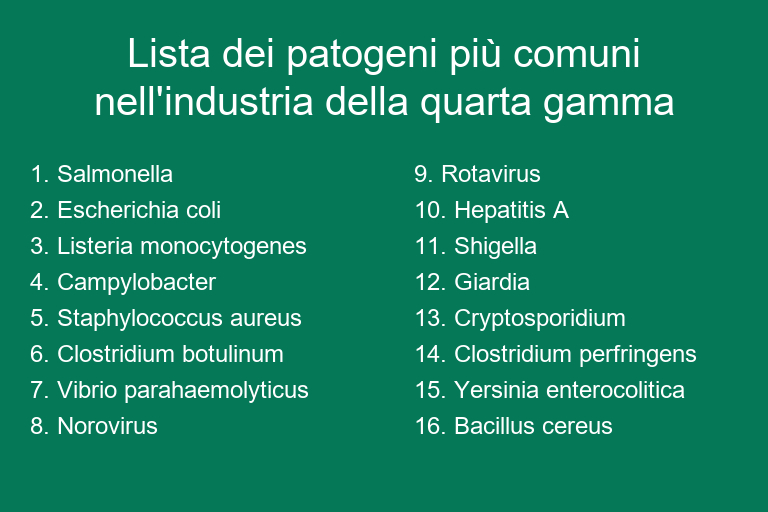 Lista dei patogeni più comuni
nell'industria della quarta gamma
1. Salmonella
2. Escherichia coli
3. Listeria monocytogenes
4. Campylobacter
5. Staphylococcus aureus
6. Clostridium botulinum
7. Vibrio parahaemolyticus
8. Norovirus
9. Rotavirus
10. Hepatitis A
11. Shigella
12. Giardia
13. Cryptosporidium
14. Clostridium perfringens
15. Yersinia enterocolitica
16. Bacillus cereus